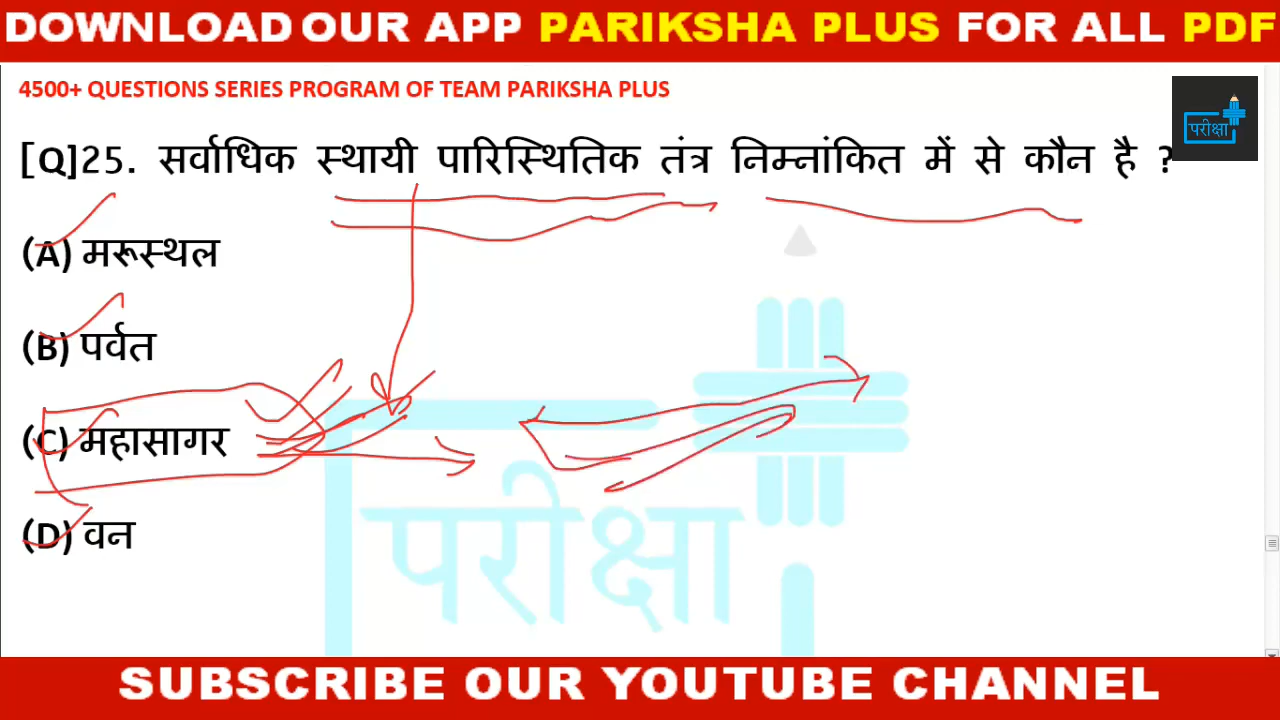 DOWNLOAD OUR APP PARIKSHA PLUS FOR ALL PDF
4500+ QUESTIONS SERIES PROGRAM OF TEAM PARIKSHA PLUS
परीक्षा
[Q]25. सर्वाधिक स्थायी पारिस्थितिक तंत्र निम्नांकित में से कौन है ?
(A) मरूस्थल
(B) पर्वत
(C) महासागर
(D) वन
परीक्षा
SUBSCRIBE OUR YOUTUBE CHANNEL